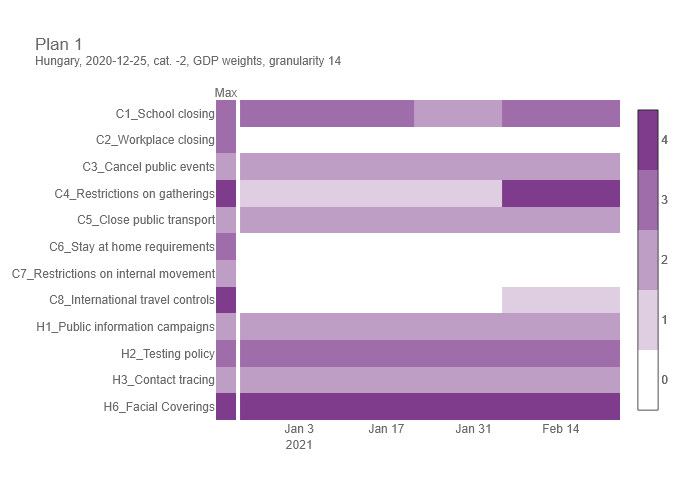 Plan 1
Hungary, 2020-12-25, cat. -2, GDP weights, granularity 14
Max
C1_School closing
C2_Workplace closing
C3_Cancel public events
C4_Restrictions on gatherings
C5_Close public transport
C6_Stay at home requirements
C7_Restrictions on internal movement
C8_International travel controls
H1_Public information campaigns
H2_Testing policy
H3_Contact tracing
H6_Facial Coverings
Jan 3 Jan 17 Jan 31 Feb 14
2021
4
3
2
1
0